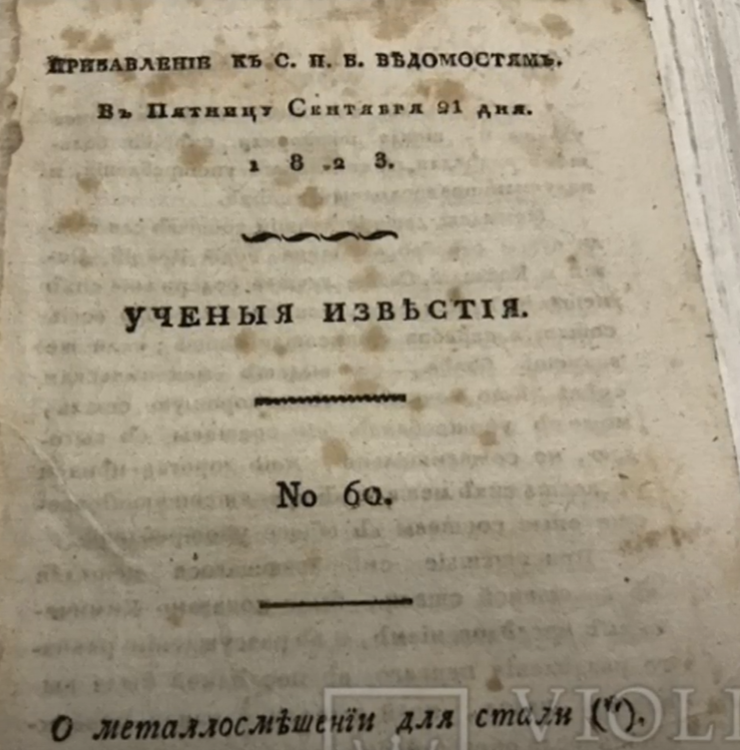 ПРИБАВЛЕНІЕ КЪ С. П. Б. ВѢДОМОСТЯМЪ.
Въ Пятницу Сентября 21 дня.
1 8 2 3.
УЧЕНЫЯ ИЗВѢСТІЯ.
No 60.
О металлосмѣшеніи для стали (*).
VIOLI